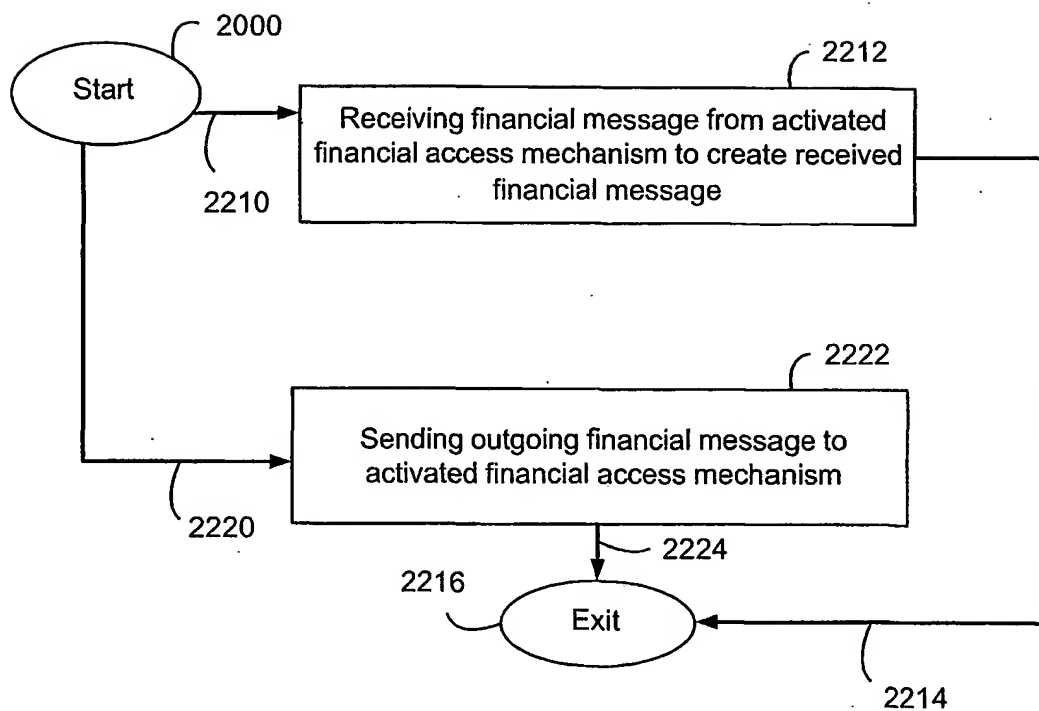 2000
Start
2212
Receiving financial message from activated
financial access mechanism to create received
financial message
2210
2222
Sending outgoing financial message to
activated financial access mechanism
2220
2224
2216
Exit
2214